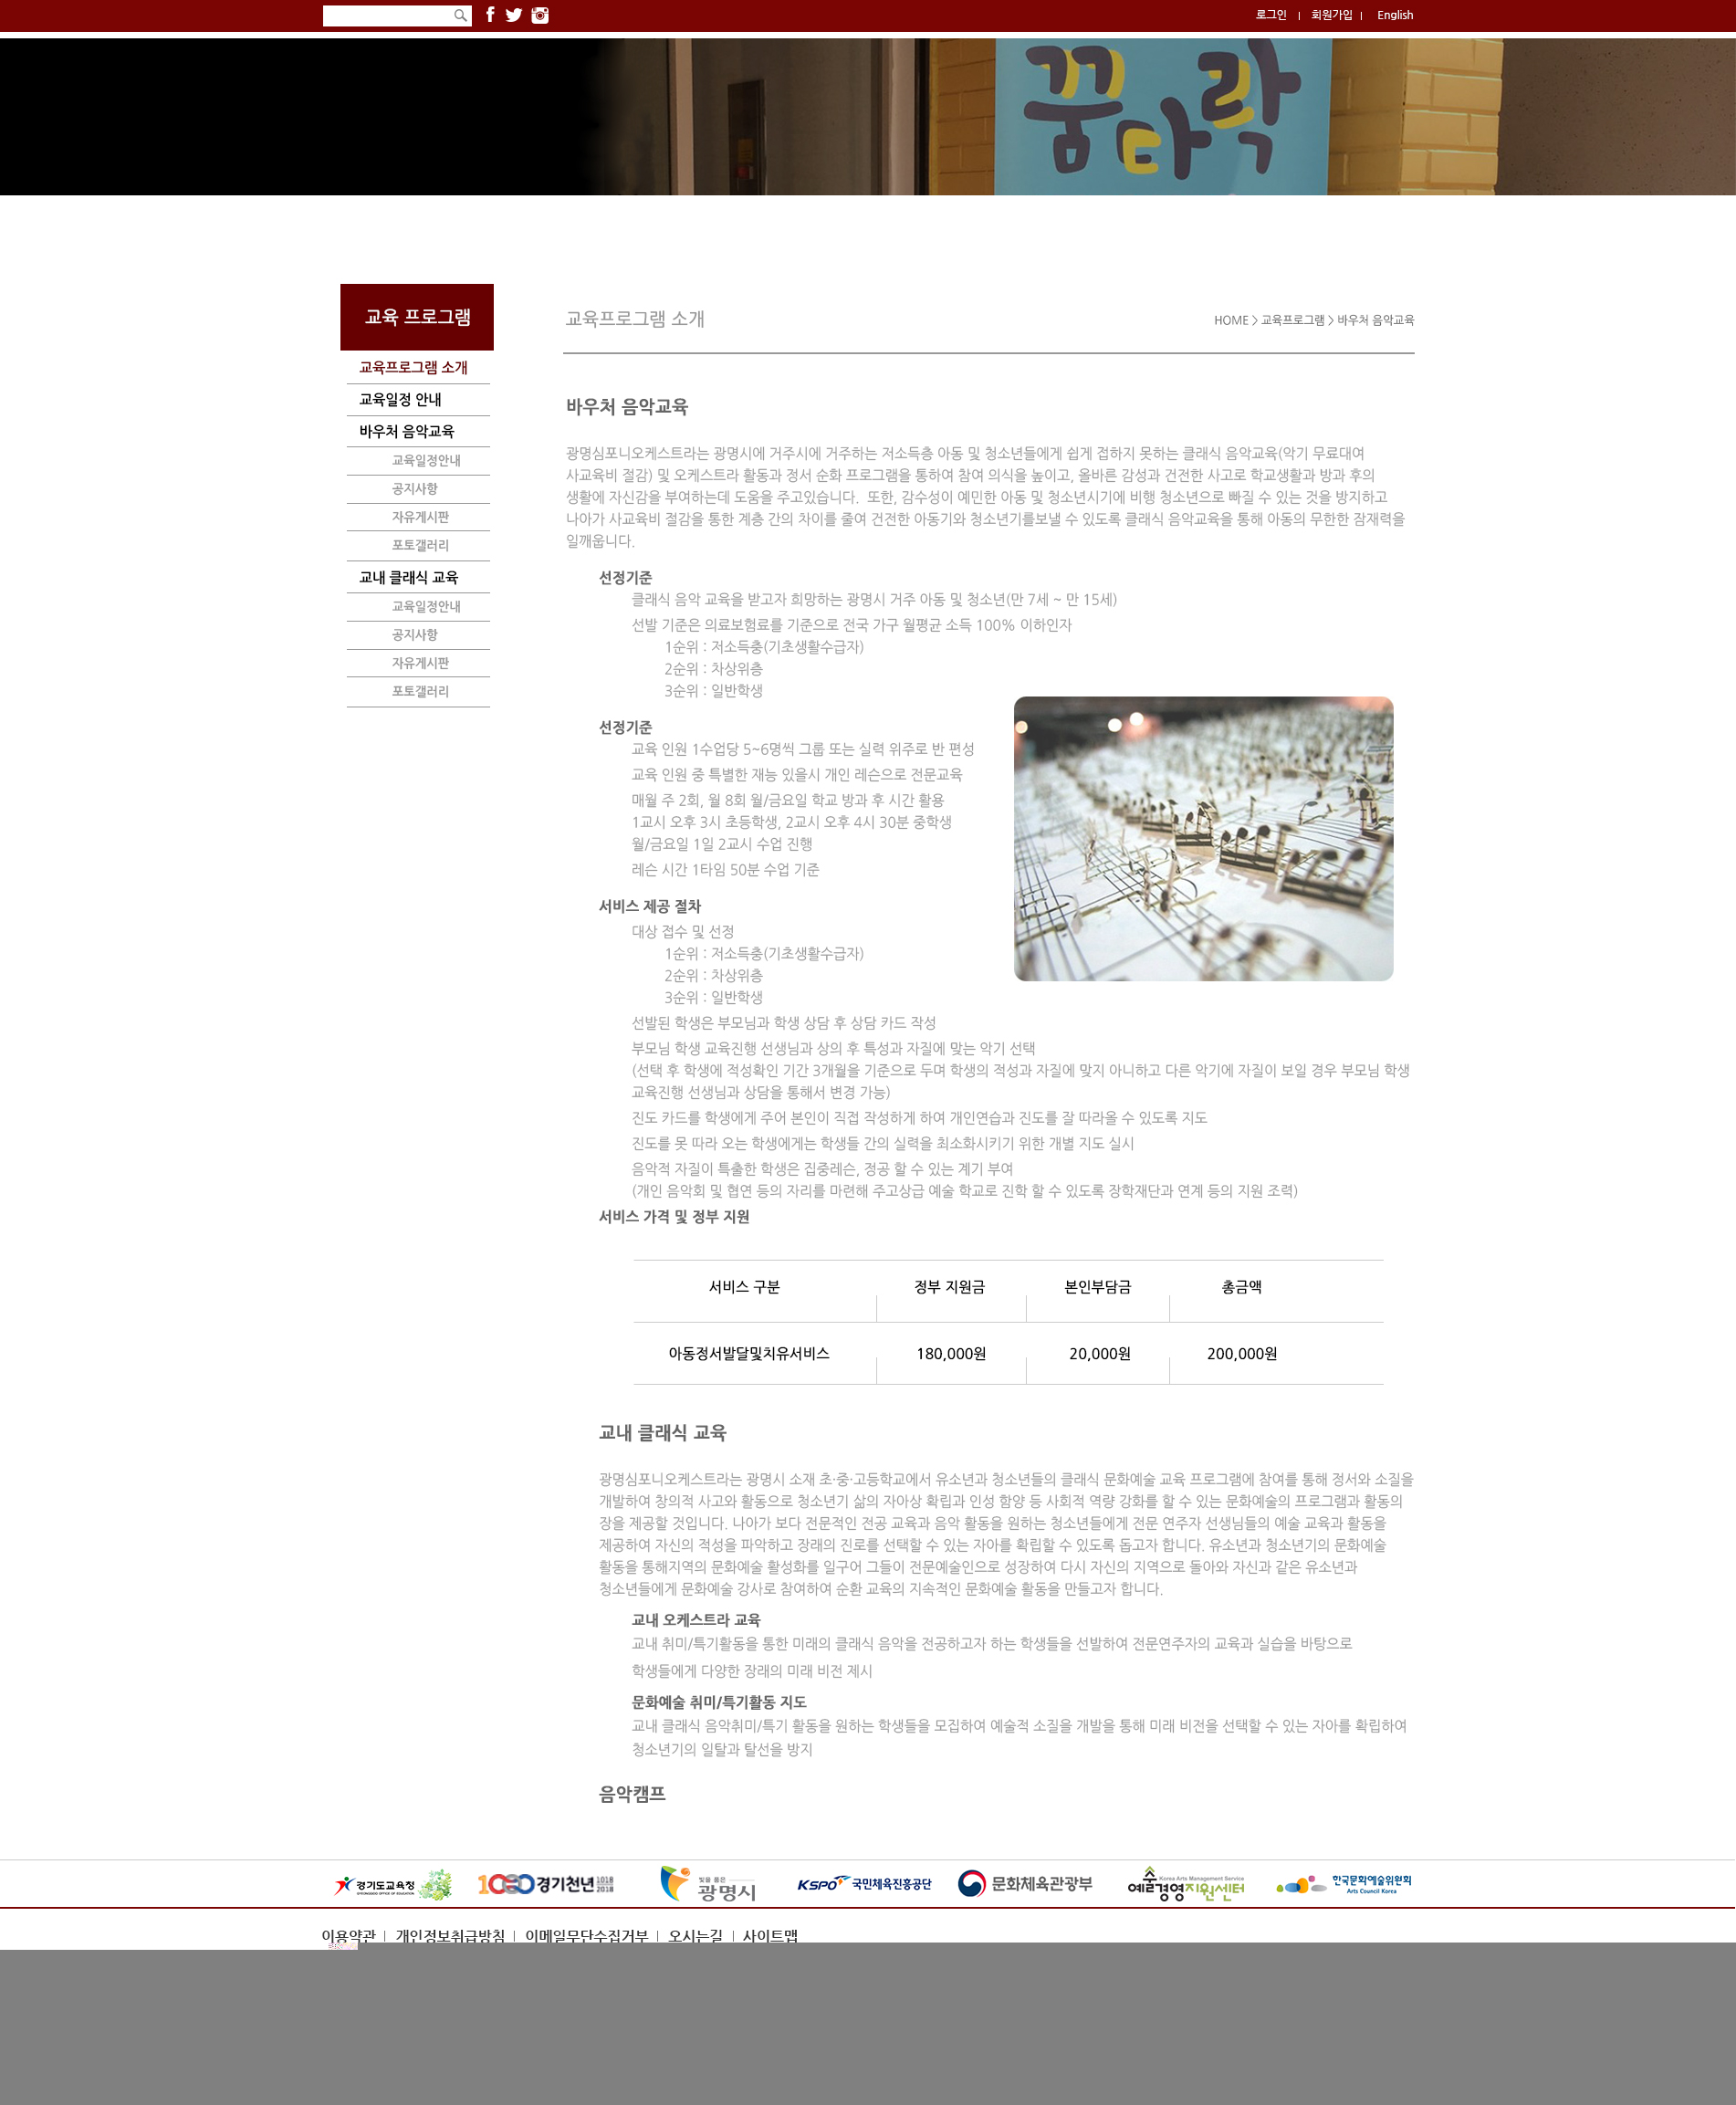 로그인 | 회원가입 | English
꿈다락
교육 프로그램
교육프로그램 소개
교육일정 안내
바우처 음악교육
교육일정안내
공지사항
자유게시판
포토갤러리
교내 클래식 교육
교육일정안내
공지사항
자유게시판
포토갤러리
교육프로그램 소개
HOME > 교육프로그램 > 바우처 음악교육
바우처 음악교육
광명심포니오케스트라는 광명시에 거주시에 거주하는 저소득층 아동 및 청소년들에게 쉽게 접하지 못하는 클래식 음악교육(악기 무료대여
사교육비 절감) 및 오케스트라 활동과 정서 순화 프로그램을 통하여 참여 의식을 높이고, 올바른 감성과 건전한 사고로 학교생활과 방과 후의
생활에 자신감을 부여하는데 도움을 주고있습니다. 또한, 감수성이 예민한 아동 및 청소년시기에 비행 청소년으로 빠질 수 있는 것을 방지하고
나아가 사교육비 절감을 통한 계층 간의 차이를 줄여 건전한 아동기와 청소년기를보낼 수 있도록 클래식 음악교육을 통해 아동의 무한한 잠재력을
일깨웁니다.
선정기준
클래식 음악 교육을 받고자 희망하는 광명시 거주 아동 및 청소년(만 7세 ~ 만 15세)
선발 기준은 의료보험료를 기준으로 전국 가구 월평균 소득 100% 이하인자
1순위 : 저소득층(기초생활수급자)
2순위 : 차상위층
3순위 : 일반학생
선정기준
교육 인원 1수업당 5~6명씩 그룹 또는 실력 위주로 반 편성
교육 인원 중 특별한 재능 있을시 개인 레슨으로 전문교육
매월 주 2회, 월 8회 월/금요일 학교 방과 후 시간 활용
1교시 오후 3시 초등학생, 2교시 오후 4시 30분 중학생
월/금요일 1일 2교시 수업 진행
레슨 시간 1타임 50분 수업 기준
서비스 제공 절차
대상 접수 및 선정
1순위 : 저소득층(기초생활수급자)
2순위 : 차상위층
3순위 : 일반학생
선발된 학생은 부모님과 학생 상담 후 상담 카드 작성
부모님 학생 교육진행 선생님과 상의 후 특성과 자질에 맞는 악기 선택
(선택 후 학생에 적성확인 기간 3개월을 기준으로 두며 학생의 적성과 자질에 맞지 아니하고 다른 악기에 자질이 보일 경우 부모님 학생
교육진행 선생님과 상담을 통해서 변경 가능)
진도 카드를 학생에게 주어 본인이 직접 작성하게 하여 개인연습과 진도를 잘 따라올 수 있도록 지도
진도를 못 따라 오는 학생에게는 학생들 간의 실력을 최소화시키기 위한 개별 지도 실시
음악적 자질이 특출한 학생은 집중레슨, 정공 할 수 있는 계기 부여
(개인 음악회 및 협연 등의 자리를 마련해 주고상급 예술 학교로 진학 할 수 있도록 장학재단과 연계 등의 지원 조력)
서비스 가격 및 정부 지원
서비스 구분 정부 지원금 본인부담금 총금액
아동정서발달및치유서비스 180,000원 20,000원 200,000원
교내 클래식 교육
광명심포니오케스트라는 광명시 소재 초·중·고등학교에서 유소년과 청소년들의 클래식 문화예술 교육 프로그램에 참여를 통해 정서와 소질을
개발하여 창의적 사고와 활동으로 청소년기 삶의 자아상 확립과 인성 함양 등 사회적 역량 강화를 할 수 있는 문화예술의 프로그램과 활동의
장을 제공할 것입니다. 나아가 보다 전문적인 전공 교육과 음악 활동을 원하는 청소년들에게 전문 연주자 선생님들의 예술 교육과 활동을
제공하여 자신의 적성을 파악하고 장래의 진로를 선택할 수 있는 자아를 확립할 수 있도록 돕고자 합니다. 유소년과 청소년기의 문화예술
활동을 통해지역의 문화예술 활성화를 일구어 그들이 전문예술인으로 성장하여 다시 자신의 지역으로 돌아와 자신과 같은 유소년과
청소년들에게 문화예술 강사로 참여하여 순환 교육의 지속적인 문화예술 활동을 만들고자 합니다.
교내 오케스트라 교육
교내 취미/특기활동을 통한 미래의 클래식 음악을 전공하고자 하는 학생들을 선발하여 전문연주자의 교육과 실습을 바탕으로
학생들에게 다양한 장래의 미래 비전 제시
문화예술 취미/특기활동 지도
교내 클래식 음악취미/특기 활동을 원하는 학생들을 모집하여 예술적 소질을 개발을 통해 미래 비전을 선택할 수 있는 자아를 확립하여
청소년기의 일탈과 탈선을 방지
음악캠프
경기도교육청 GYEONGGIDO OFFICE OF EDUCATION
1000 경기천년 1018 2018
빛을 품은 광명시
KSPO 국민체육진흥공단
문화체육관광부
Korea Arts Management Service 예술경영지원센터
한국문화예술위원회 Arts Council Korea
이용약관 | 개인정보취급방침 | 이메일무단수집거부 | 오시는길 | 사이트맵